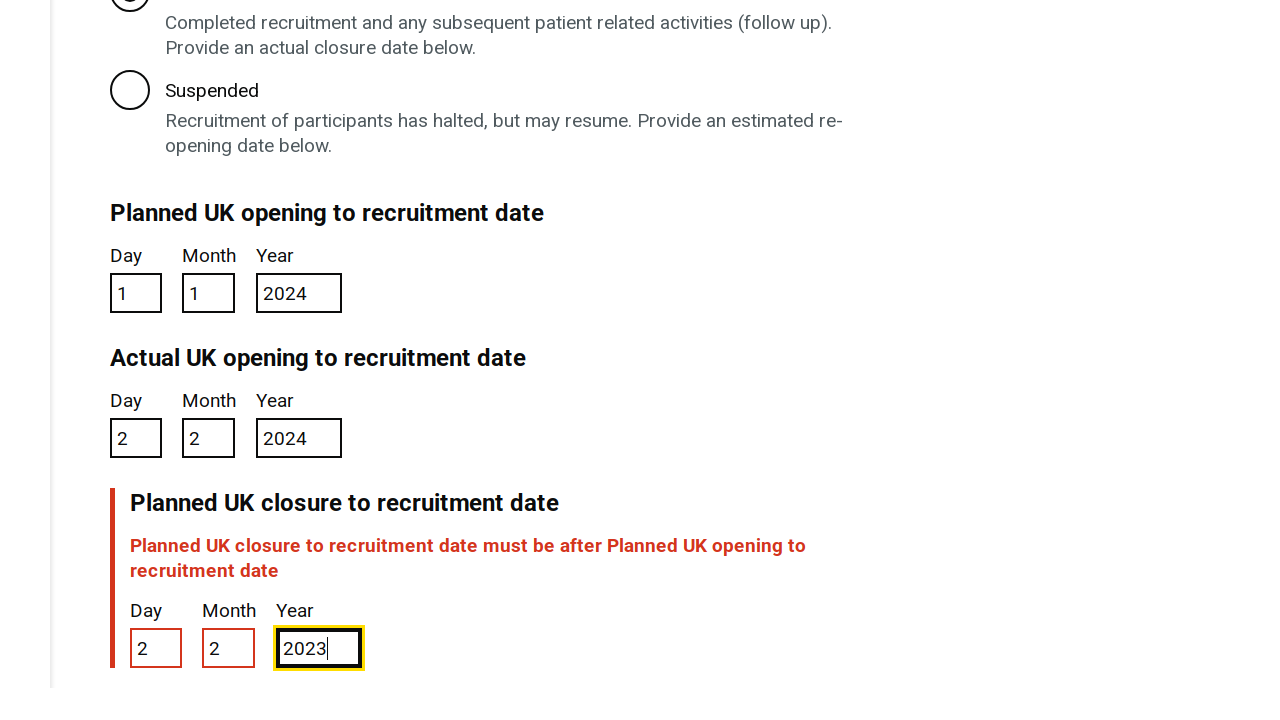 Completed recruitment and any subsequent patient related activities (follow up).
Provide an actual closure date below.
Suspended
Recruitment of participants has halted, but may resume. Provide an estimated re-
opening date below.
Planned UK opening to recruitment date
Day Month Year
1 1 2024
Actual UK opening to recruitment date
Day Month Year
2 2 2024
Planned UK closure to recruitment date
Planned UK closure to recruitment date must be after Planned UK opening to
recruitment date
Day Month Year
2 2 2023